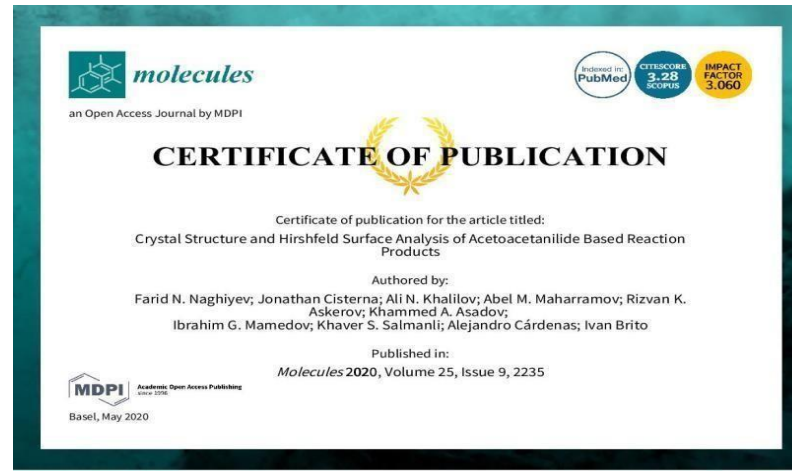 molecules
an Open Access Journal by MDPI
Indexed in:
PubMed
CITESCORE
3.28
SCOPUS
IMPACT
FACTOR
3.060
CERTIFICATE OF PUBLICATION
Certificate of publication for the article titled:
Crystal Structure and Hirshfeld Surface Analysis of Acetoacetanilide Based Reaction
Products
Authored by:
Farid N. Naghiyev; Jonathan Cisterna; Ali N. Khalilov; Abel M. Maharramov; Rizvan K.
Askerov; Khammed A. Asadov;
Ibrahim G. Mamedov; Khaver S. Salmanli; Alejandro Cárdenas; Ivan Brito
Published in:
Molecules 2020, Volume 25, Issue 9, 2235
MDPI
Academic Open Access Publishing
since 1996
Basel, May 2020